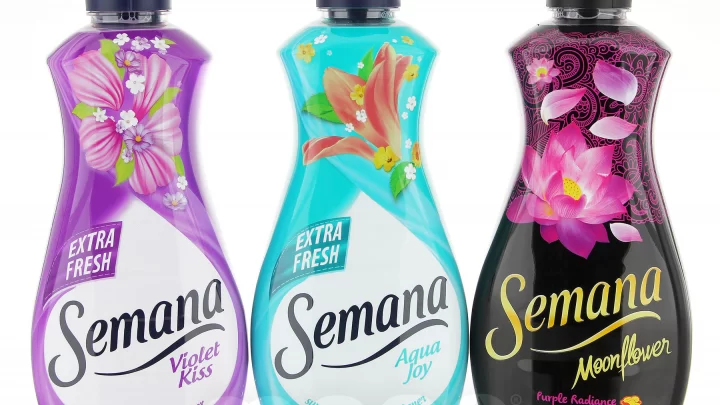 EXTRA
FRESH
Semana
Violet
Kiss
EXTRA
FRESH
Semana
Aqua
Joy
Semana
Moonflower
Purple Radiance